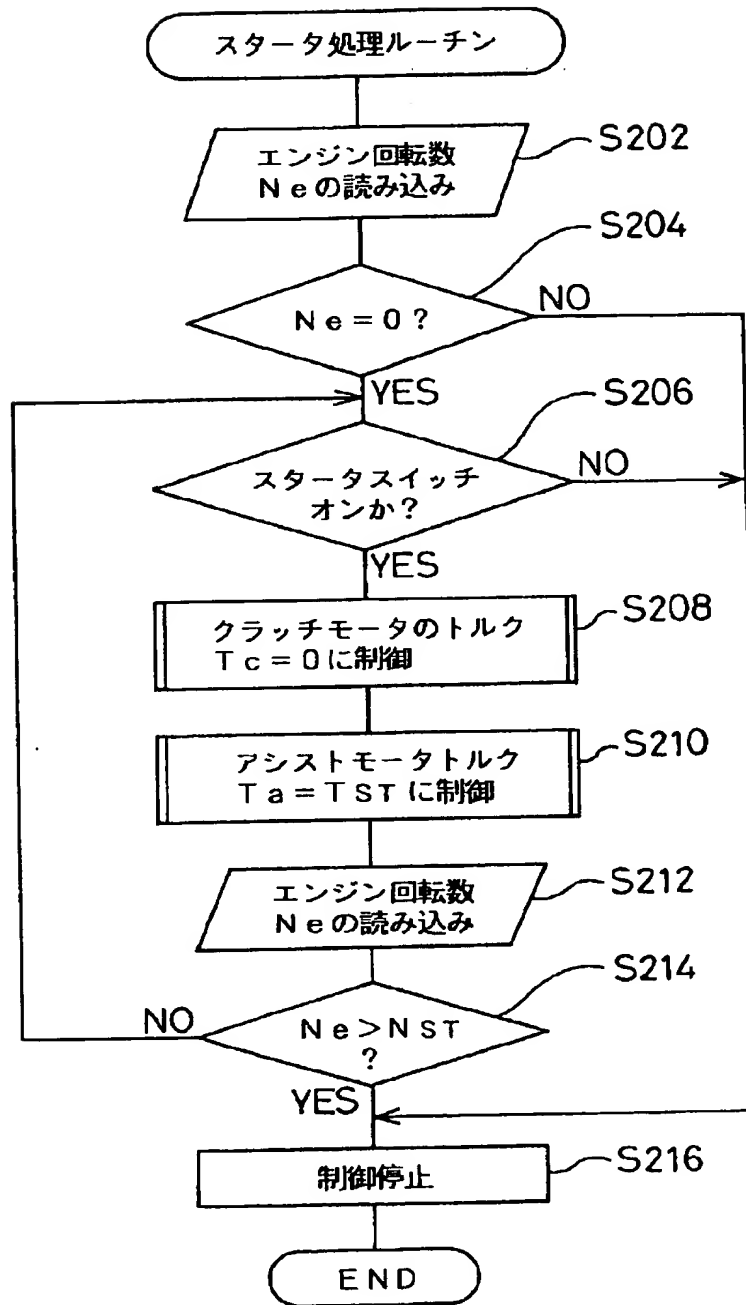 スタータ処理ルーチン
エンジン回転数
Neの読み込み
S202
S204
Ne=0?
NO
YES
S206
スタータスイッチ
オンか?
NO
YES
S208
クラッチモータのトルク
Tc=0に制御
S210
アシストモータトルク
Ta=TSTに制御
エンジン回転数
Neの読み込み
S212
S214
Ne>NST
?
NO
YES
S216
制御停止
END